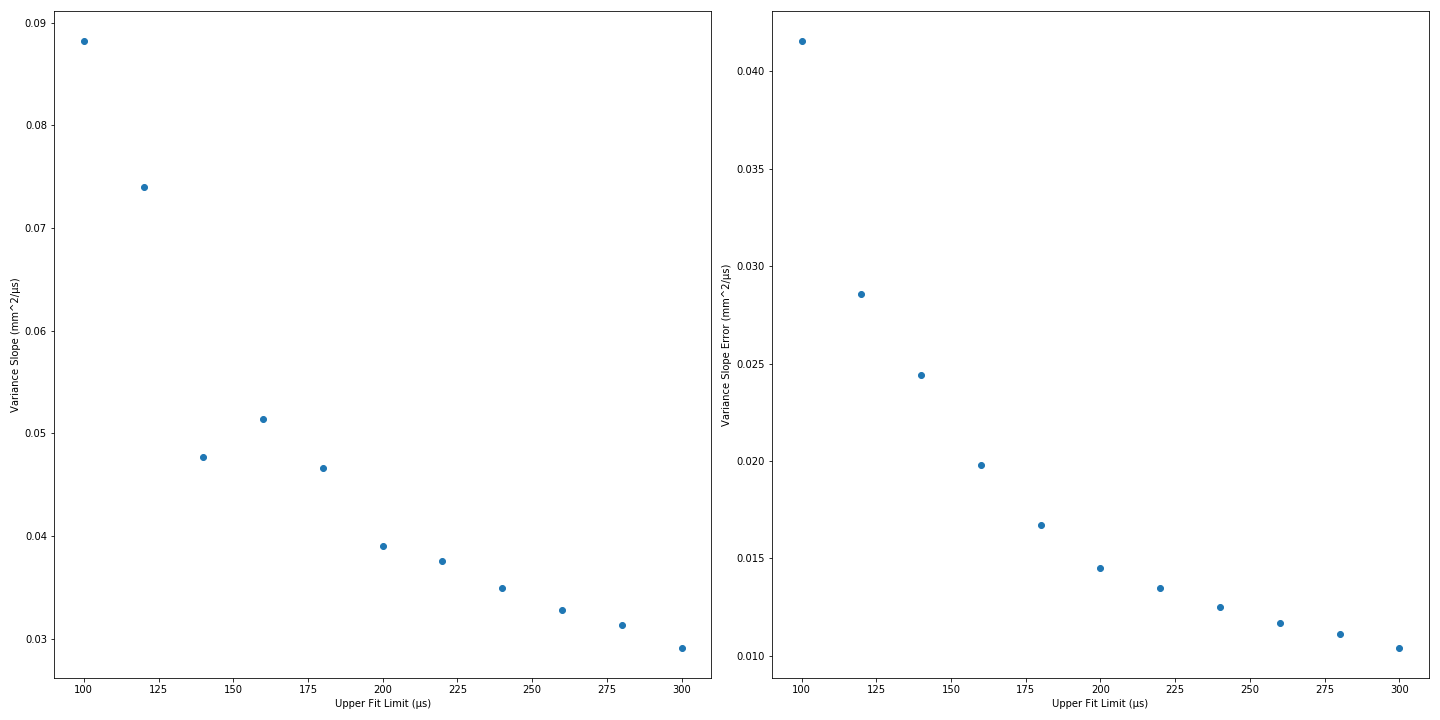 0.09
0.08
0.07
0.06
0.05
0.04
0.03
Variance Slope (mm^2/μs)
100 125 150 175 200 225 250 275 300
Upper Fit Limit (μs)
0.040
0.035
0.030
0.025
0.020
0.015
0.010
Variance Slope Error (mm^2/μs)
100 125 150 175 200 225 250 275 300
Upper Fit Limit (μs)